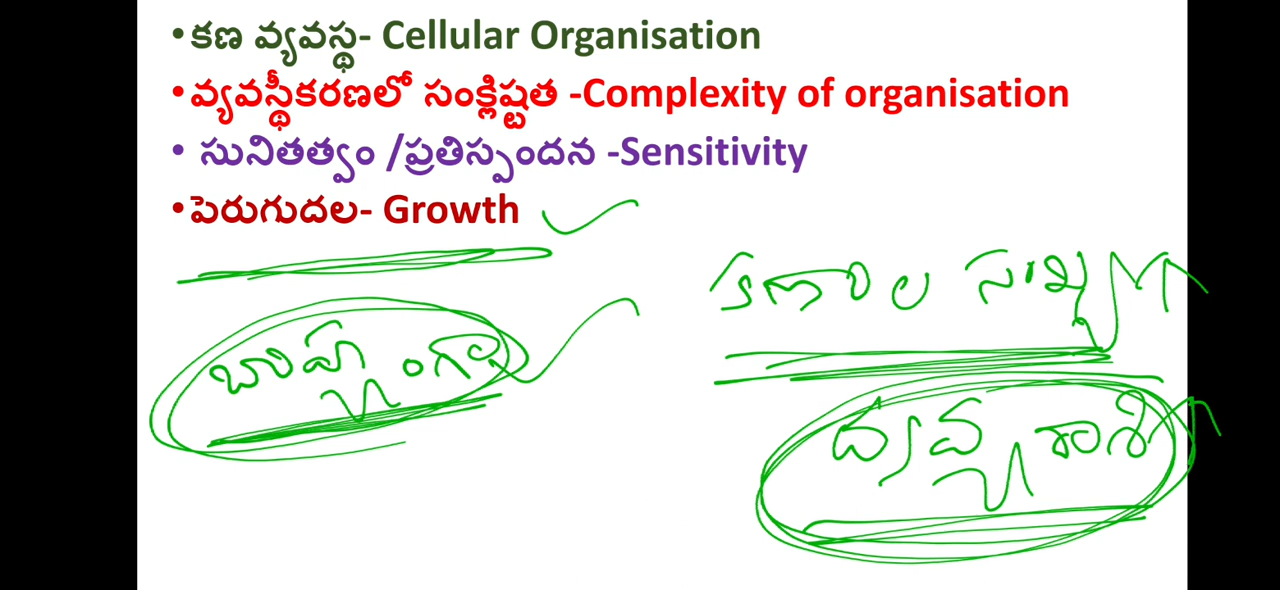 •కణ వ్యవస్థ- Cellular Organisation
•వ్యవస్థీకరణలో సంక్లిష్టత -Complexity of organisation
• సునితత్వం /ప్రతిస్పందన -Sensitivity
•పెరుగుదల- Growth
కణాల సంఖ్య ↑
బాహ్యంగా
ద్రవ్యరాశి ↑